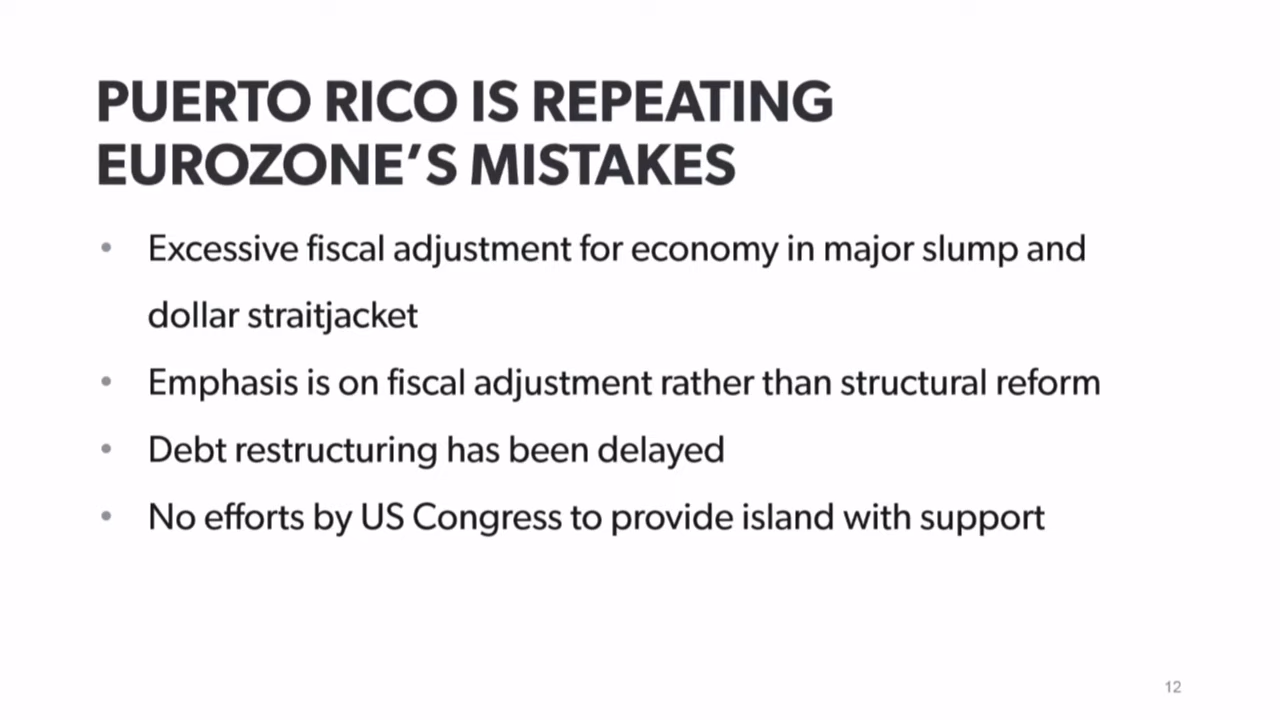 PUERTO RICO IS REPEATING
EUROZONE’S MISTAKES
• Excessive fiscal adjustment for economy in major slump and
dollar straitjacket
• Emphasis is on fiscal adjustment rather than structural reform
• Debt restructuring has been delayed
• No efforts by US Congress to provide island with support
12